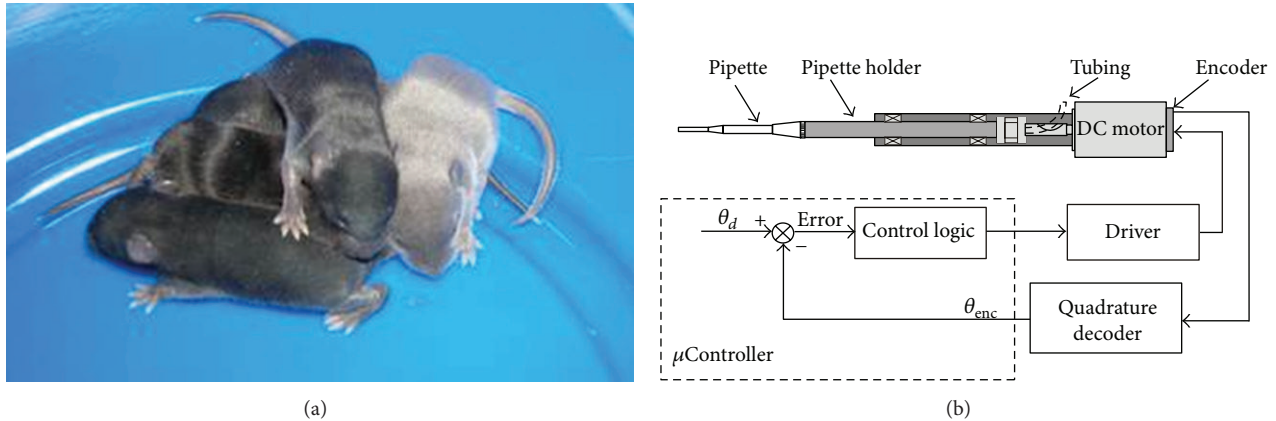 Pipette
Pipette holder
Tubing
Encoder
DC motor
θd
+
Error
−
Control logic
Driver
θenc
Quadrature
decoder
μController
(a)
(b)